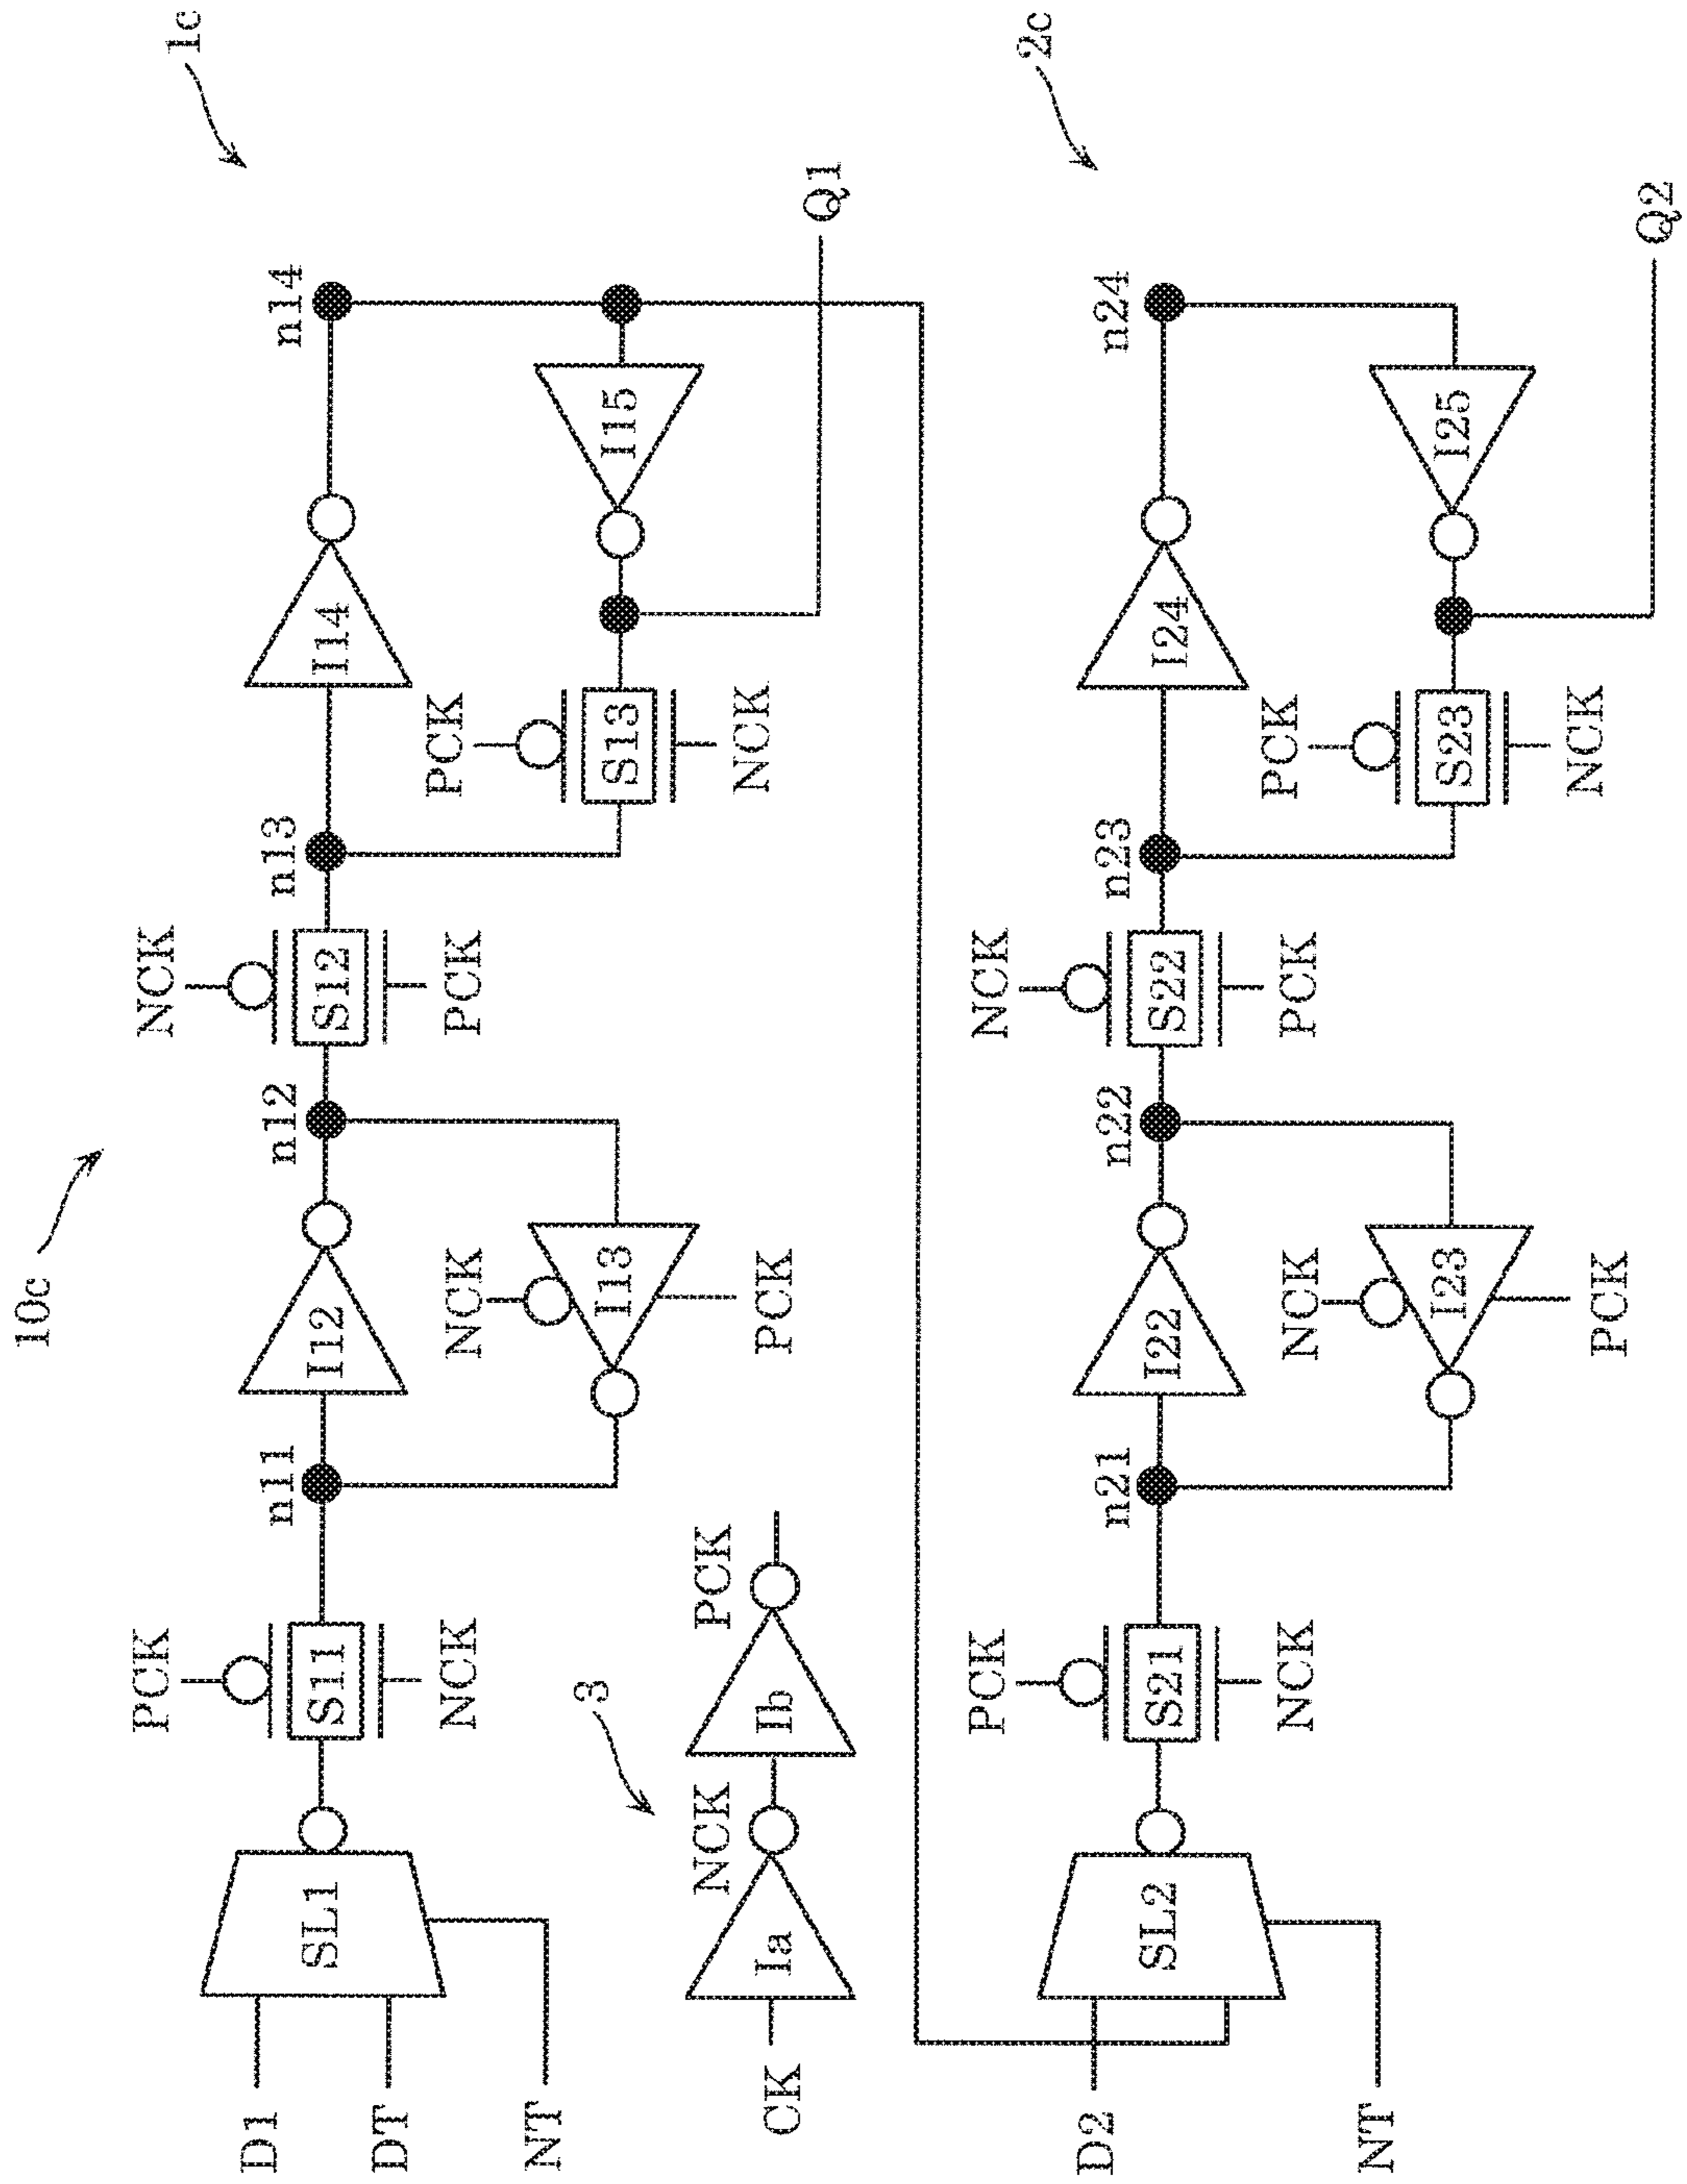 10c
1c
D1
DT
NT
SL1
PCK
S11
NCK
n11
I12
NCK
I13
PCK
n12
NCK
S12
PCK
n13
I14
PCK
S13
NCK
n14
I15
Q1
3
CK
Ia
NCK
Ib
PCK
2c
D2
NT
SL2
PCK
S21
NCK
n21
I22
NCK
I23
PCK
n22
NCK
S22
PCK
n23
I24
PCK
S23
NCK
n24
I25
Q2